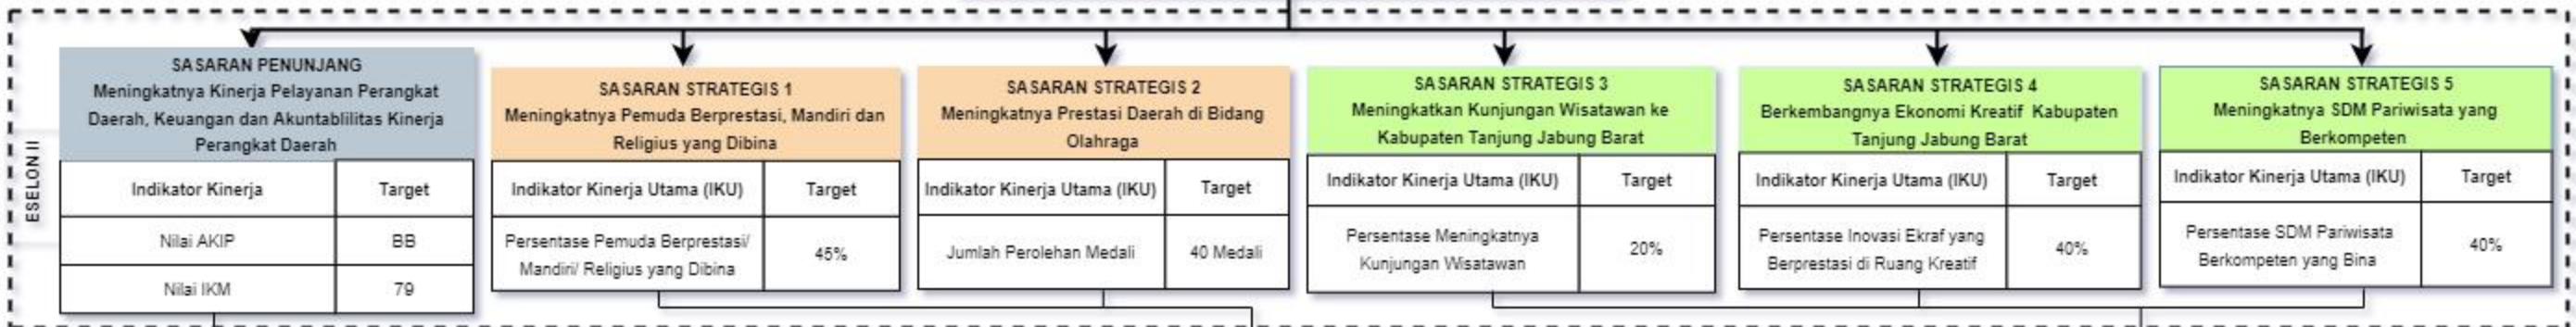 ESELON II
SASARAN PENUNJANG
Meningkatnya Kinerja Pelayanan Perangkat
Daerah, Keuangan dan Akuntablilitas Kinerja
Perangkat Daerah
Indikator Kinerja Target
Nilai AKIP BB
Nilai IKM 79
SASARAN STRATEGIS 1
Meningkatnya Pemuda Berprestasi, Mandiri dan
Religius yang Dibina
Indikator Kinerja Utama (IKU) Target
Persentase Pemuda Berprestasi/
Mandiri/ Religius yang Dibina
45%
SASARAN STRATEGIS 2
Meningkatnya Prestasi Daerah di Bidang
Olahraga
Indikator Kinerja Utama (IKU) Target
Jumlah Perolehan Medali 40 Medali
SASARAN STRATEGIS 3
Meningkatkan Kunjungan Wisatawan ke
Kabupaten Tanjung Jabung Barat
Indikator Kinerja Utama (IKU) Target
Persentase Meningkatnya
Kunjungan Wisatawan
20%
SASARAN STRATEGIS 4
Berkembangnya Ekonomi Kreatif Kabupaten
Tanjung Jabung Barat
Indikator Kinerja Utama (IKU) Target
Persentase Inovasi Ekraf yang
Berprestasi di Ruang Kreatif
40%
SASARAN STRATEGIS 5
Meningkatnya SDM Pariwisata yang
Berkompeten
Indikator Kinerja Utama (IKU) Target
Persentase SDM Pariwisata
Berkompeten yang Bina
40%